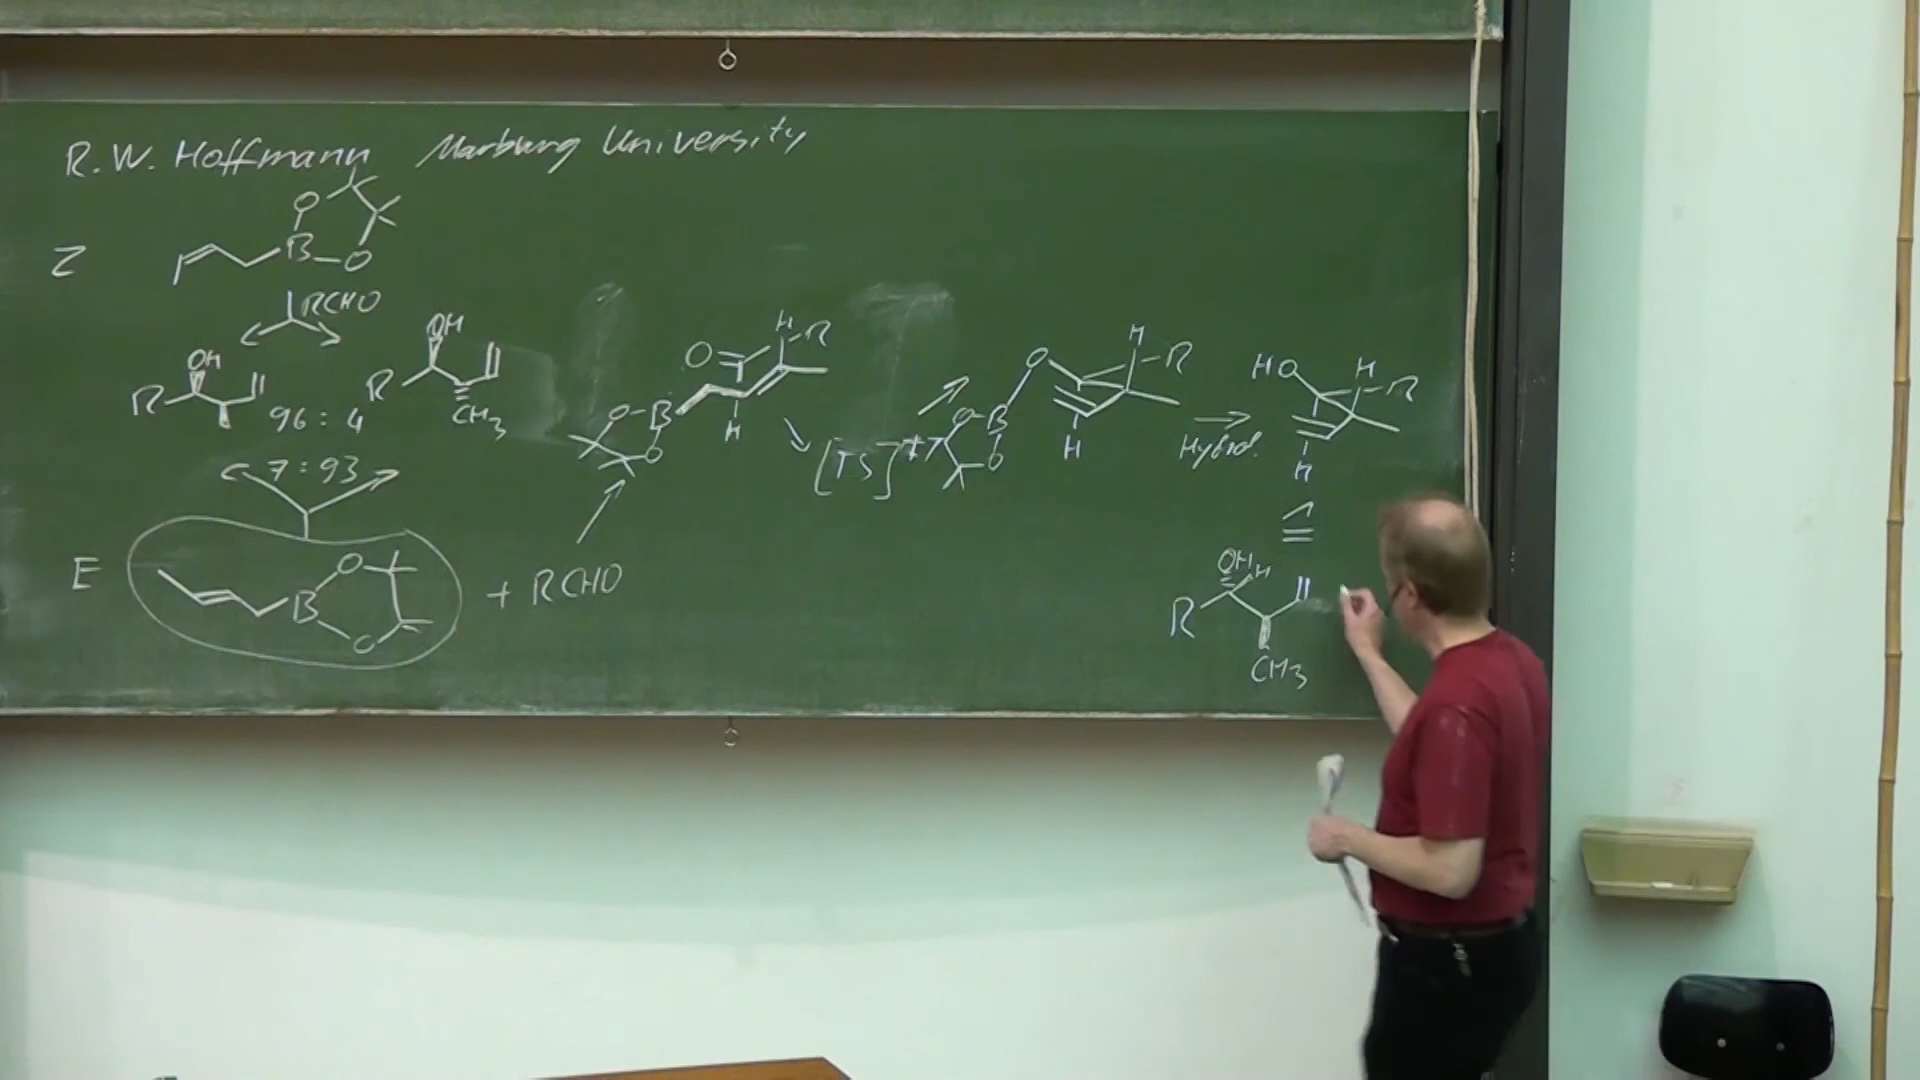 R. W. Hoffmann Marburg University
O
Z B O
RCHO
OH OH
R R
96 : 4 CH3
7 : 93
E B O O + RCHO
O H R
O B O H
[TS]‡
O H R
O B O H
Hydrol.
HO H R
H
OH H
R
CH3